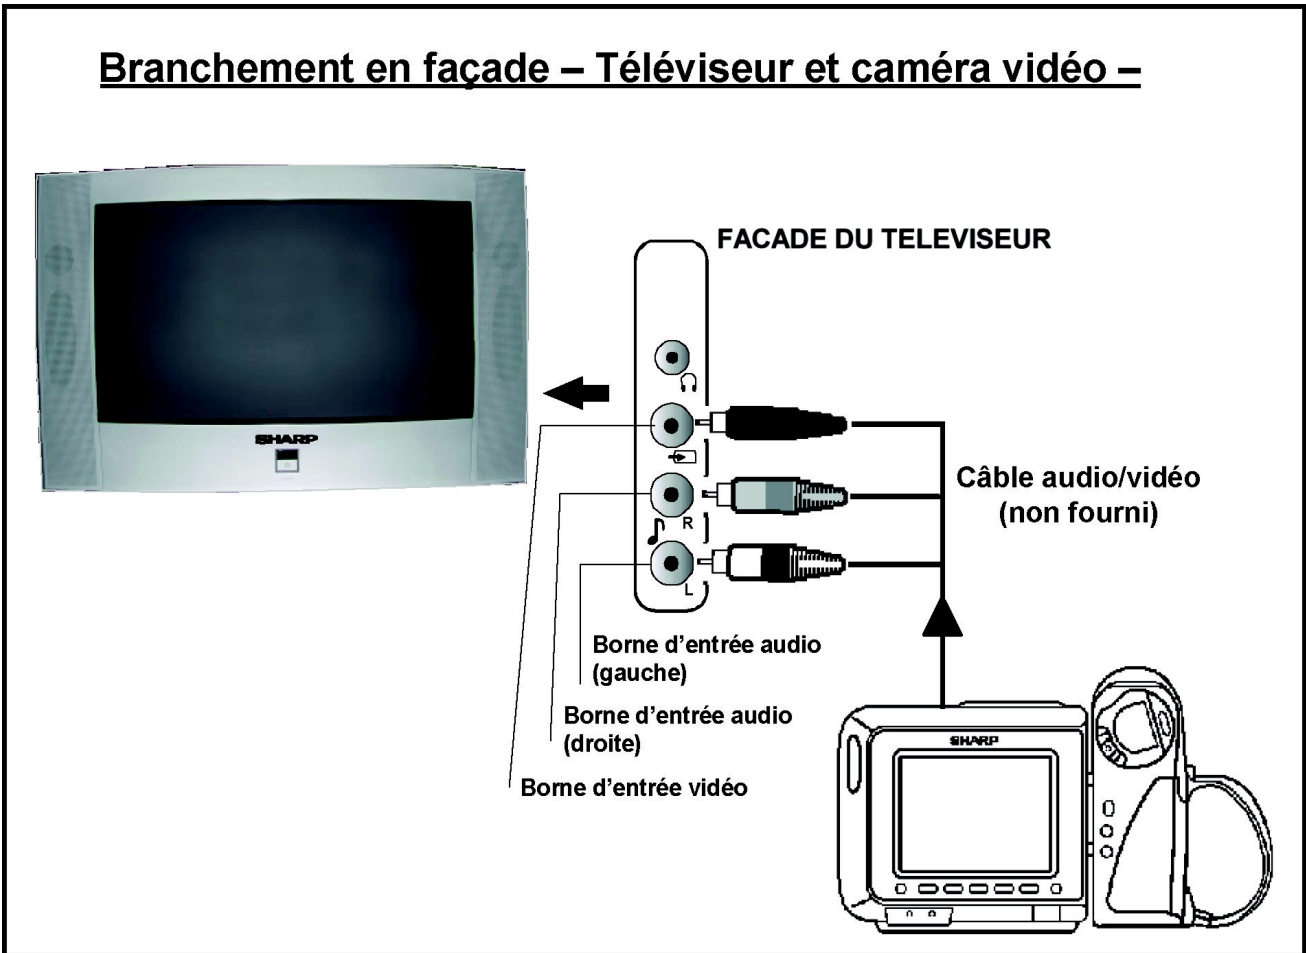 Branchement en façade – Téléviseur et caméra vidéo –
FACADE DU TELEVISEUR
SHARP
R
L
Câble audio/vidéo
(non fourni)
Borne d'entrée audio
(gauche)
Borne d'entrée audio
(droite)
Borne d'entrée vidéo
SHARP